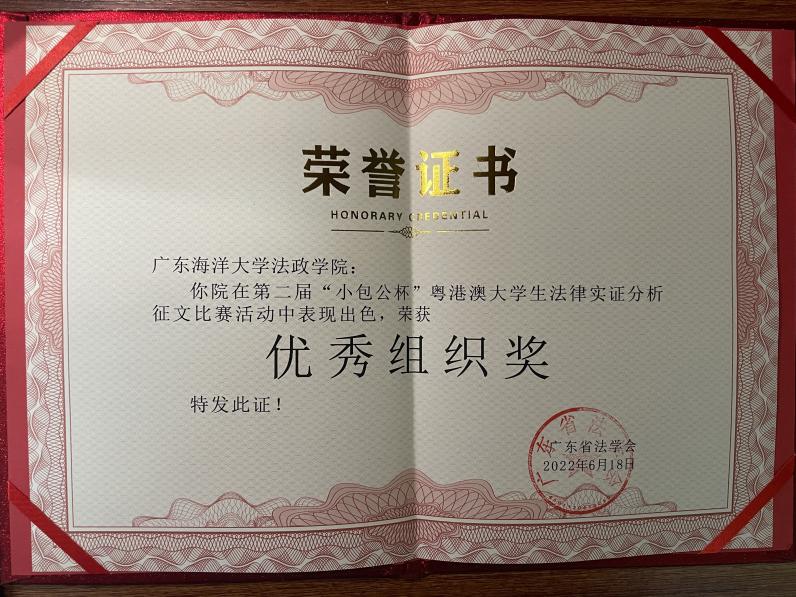 荣誉证书
HONORARY CREDENTIAL
广东海洋大学法政学院：
你院在第二届“小包公杯”粤港澳大学生法律实证分析
征文比赛活动中表现出色，荣获
优秀组织奖
特发此证！
广东省法学会
2022年6月18日